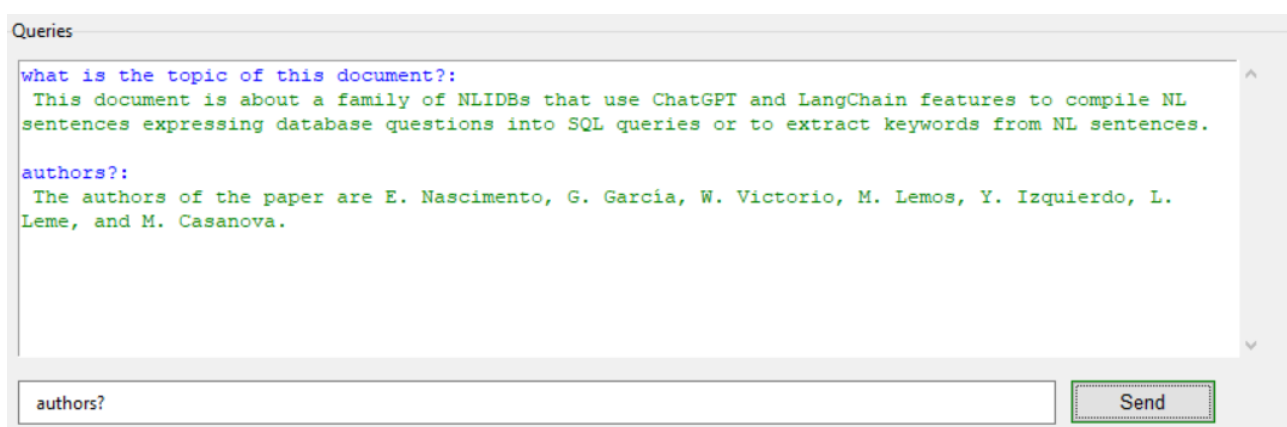 Queries
what is the topic of this document?:
This document is about a family of NLIDBs that use ChatGPT and LangChain features to compile NL
sentences expressing database questions into SQL queries or to extract keywords from NL sentences.
authors?:
The authors of the paper are E. Nascimento, G. García, W. Victorio, M. Lemos, Y. Izquierdo, L.
Leme, and M. Casanova.
authors?
Send